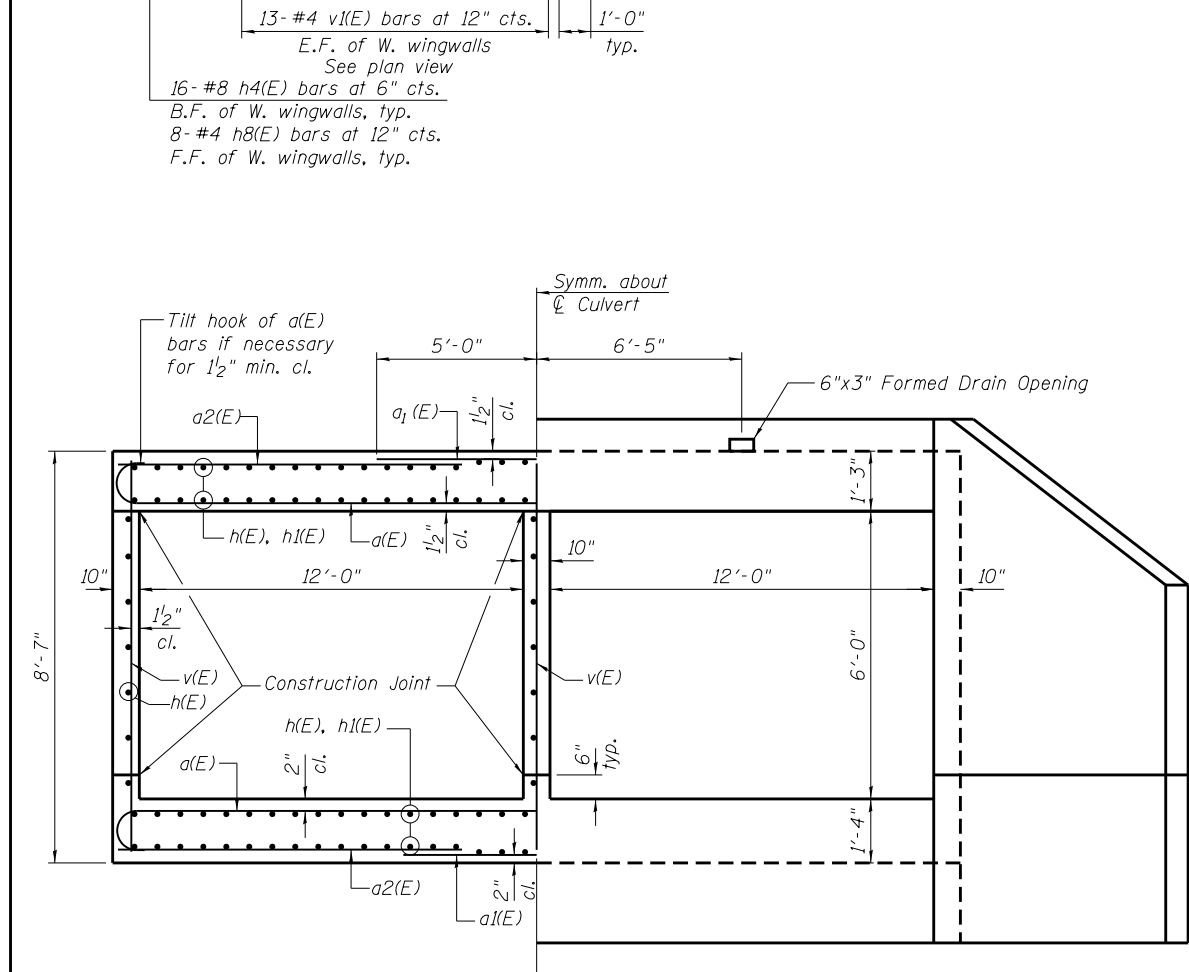 13-#4 v1(E) bars at 12" cts.
E.F. of W. wingwalls
See plan view
1'-0"
typ.
16-#8 h4(E) bars at 6" cts.
B.F. of W. wingwalls, typ.
8-#4 h8(E) bars at 12" cts.
F.F. of W. wingwalls, typ.
Symm. about
℄ Culvert
Tilt hook of a(E)
bars if necessary
for 1½" min. cl.
5'-0"
6'-5"
6"x3" Formed Drain Opening
a2(E)
a₁(E)
1½"
cl.
1'-3"
h(E), h1(E)
a(E)
1½"
cl.
10"
10"
12'-0"
12'-0"
10"
1½"
cl.
8'-7"
v(E)
h(E)
Construction Joint
v(E)
6'-0"
h(E), h1(E)
a(E)
2"
cl.
6"
typ.
1'-4"
a2(E)
2"
cl.
a1(E)